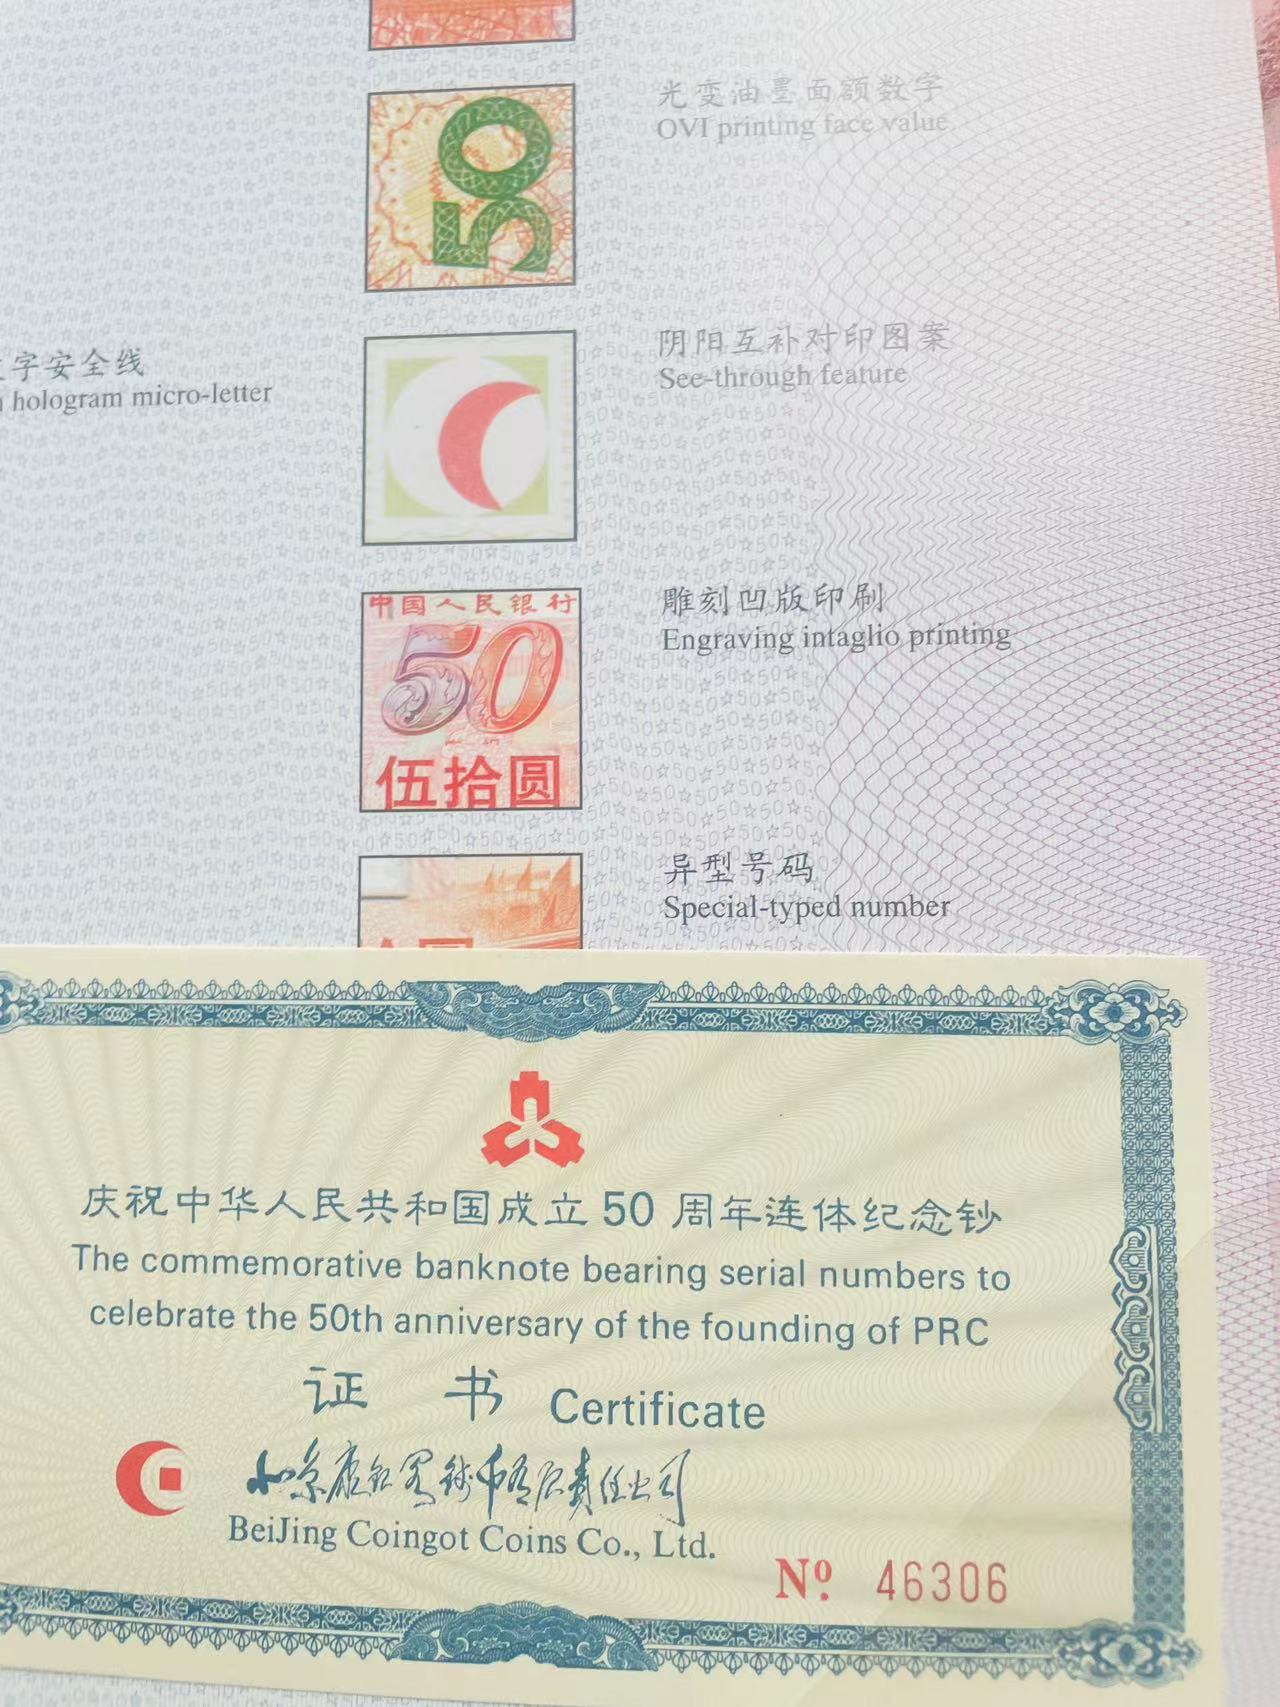 光变油墨面额数字
OVI printing face value
50
阴阳互补对印图案
See-through feature
字安全线
hologram micro-letter
雕刻凹版印刷
Engraving intaglio printing
中国人民银行
50
伍拾圆
异型号码
Special-typed number
庆祝中华人民共和国成立50周年连体纪念钞
The commemorative banknote bearing serial numbers to
celebrate the 50th anniversary of the founding of PRC
证 书 Certificate
北京康银阁钱币有限责任公司
BeiJing Coingot Coins Co., Ltd.
Nº 46306